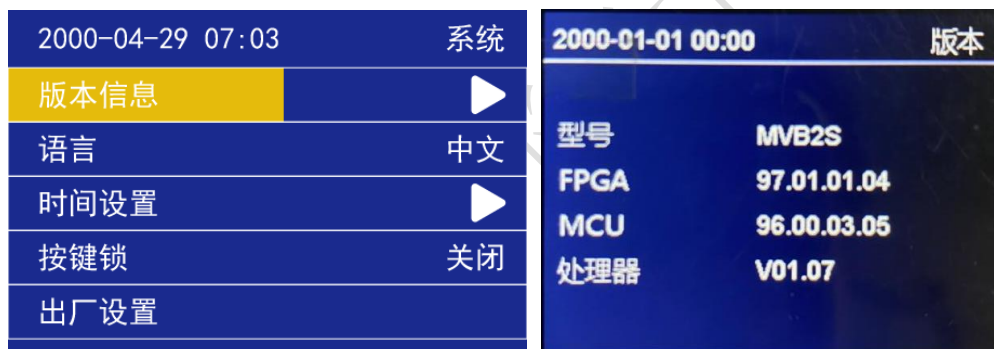 2000-04-29 07:03 系统
版本信息
语言 中文
时间设置
按键锁 关闭
出厂设置
2000-01-01 00:00 版本
型号 MVB2S
FPGA 97.01.01.04
MCU 96.00.03.05
处理器 V01.07